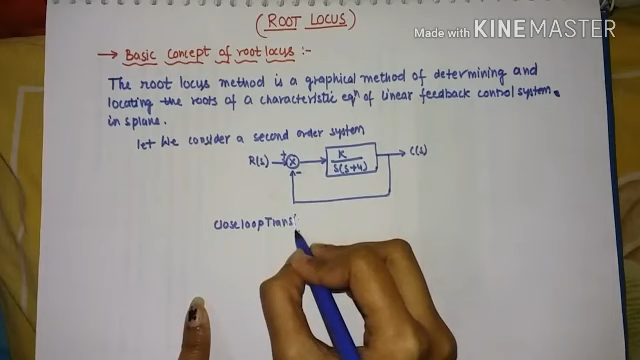 Made with KINEMASTER
(ROOT LOCUS)
→ Basic concept of root locus :-
The root locus method is a graphical method of determining and
locating the roots of a characteristic eqn of linear feedback control system.
in s plane.
let We consider a second order system
R(s) + - K C(s)
S(S+4)
close loop Trans